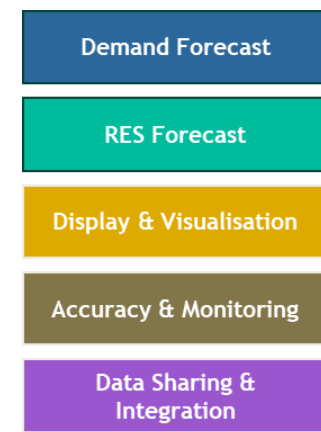 Demand Forecast
RES Forecast
Display & Visualisation
Accuracy & Monitoring
Data Sharing &
Integration